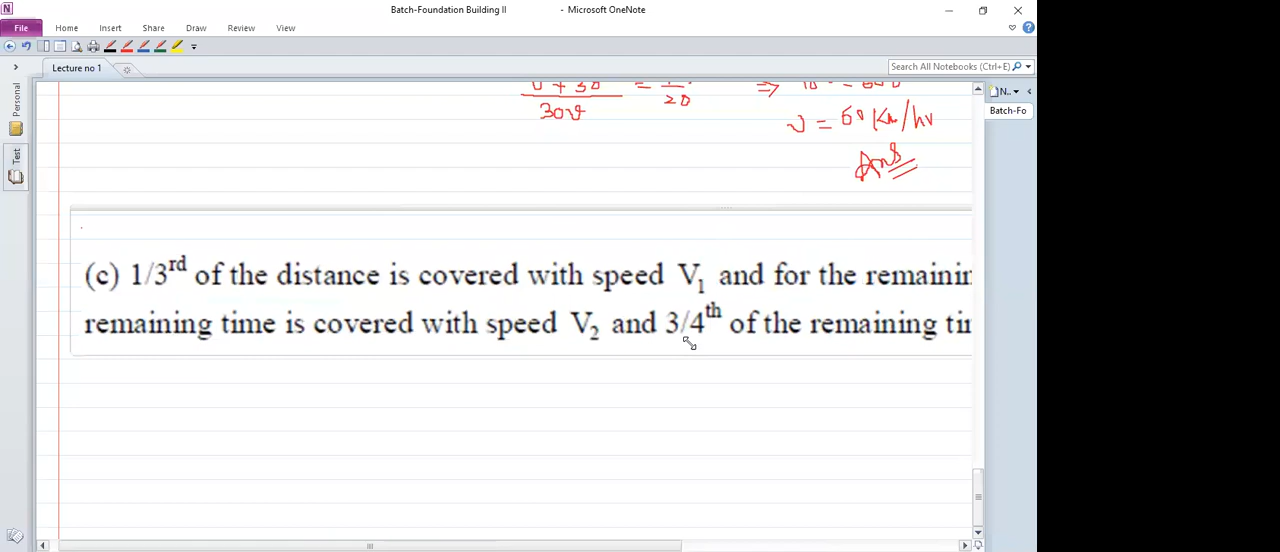 Batch-Foundation Building II - Microsoft OneNote
File Home Insert Share Draw Review View
Lecture no 1
Search All Notebooks (Ctrl+E)
N..
Batch-Fo
Personal
Test
30v
20
v = 60 Km/hr
Ans
(c) 1/3rd of the distance is covered with speed V1 and for the remainin
remaining time is covered with speed V2 and 3/4th of the remaining tir